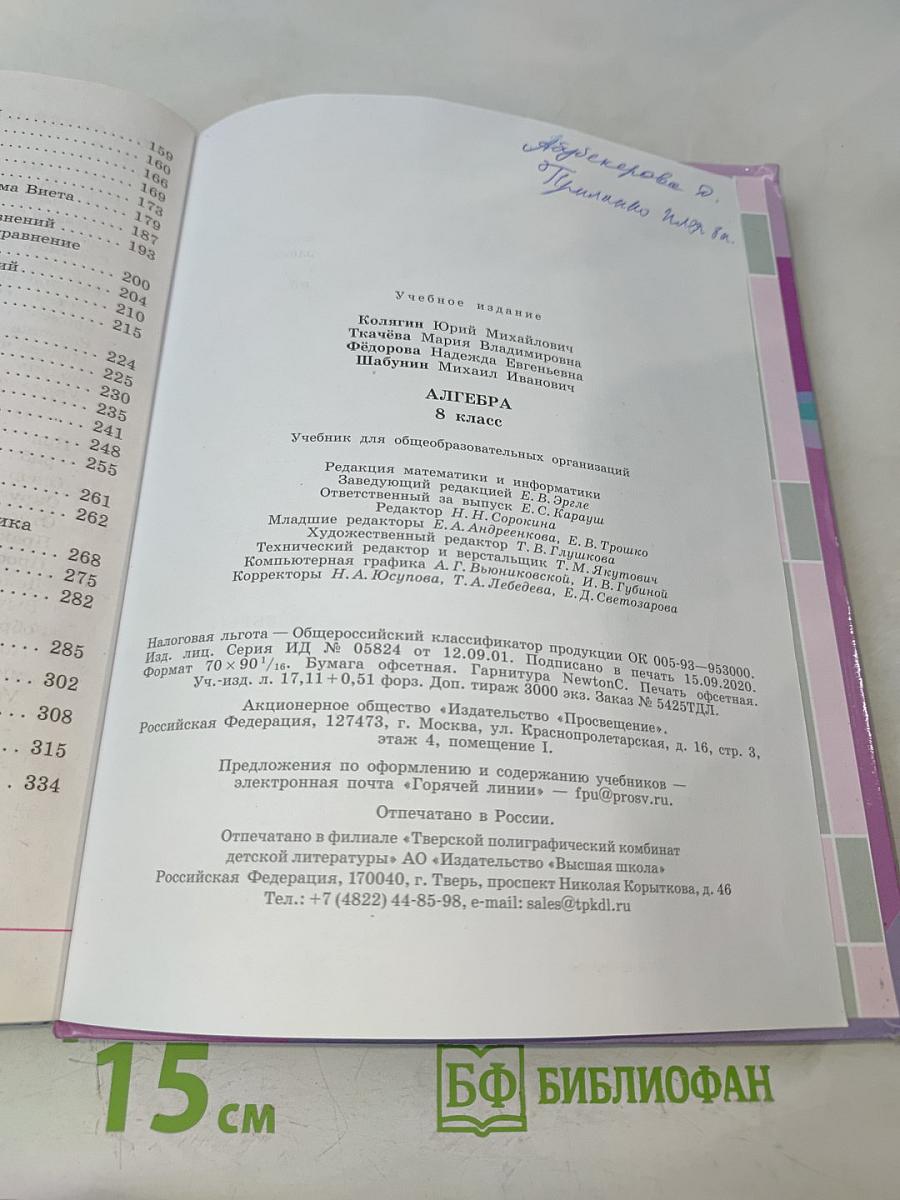 159
160
166
169
173
ма Виета
179
187
внений
193
равнение
200
ий
204
210
215
224
225
230
235
241
248
255
261
262
ика
268
275
282
285
302
308
315
334
Абубекерова Д.
Учебное издание
Колягин Юрий Михайлович
Ткачёва Мария Владимировна
Фёдорова Надежда Евгеньевна
Шабунин Михаил Иванович
АЛГЕБРА
8 класс
Учебник для общеобразовательных организаций
Редакция математики и информатики
Заведующий редакцией Е. В. Эргле
Ответственный за выпуск Е. С. Карауш
Редактор Н. Н. Сорокина
Младшие редакторы Е. А. Андреенкова, Е. В. Трошко
Художественный редактор Т. В. Глушкова
Технический редактор и верстальщик Т. М. Якутович
Компьютерная графика А. Г. Вьюниковской, И. В. Губиной
Корректоры Н. А. Юсупова, Т. А. Лебедева, Е. Д. Светозарова
Налоговая льгота — Общероссийский классификатор продукции ОК 005-93—953000.
Изд. лиц. Серия ИД № 05824 от 12.09.01. Подписано в печать 15.09.2020.
Формат 70 × 90 1/16. Бумага офсетная. Гарнитура NewtonC. Печать офсетная.
Уч.-изд. л. 17,11 + 0,51 форз. Доп. тираж 3000 экз. Заказ № 5425ТДЛ.
Акционерное общество «Издательство «Просвещение».
Российская Федерация, 127473, г. Москва, ул. Краснопролетарская, д. 16, стр. 3,
этаж 4, помещение I.
Предложения по оформлению и содержанию учебников —
электронная почта «Горячей линии» — fpu@prosv.ru.
Отпечатано в России.
Отпечатано в филиале «Тверской полиграфический комбинат
детской литературы» АО «Издательство «Высшая школа»
Российская Федерация, 170040, г. Тверь, проспект Николая Корыткова, д. 46
Тел.: +7 (4822) 44-85-98, e-mail: sales@tpkdl.ru
15 см
БФ БИБЛИОФАН